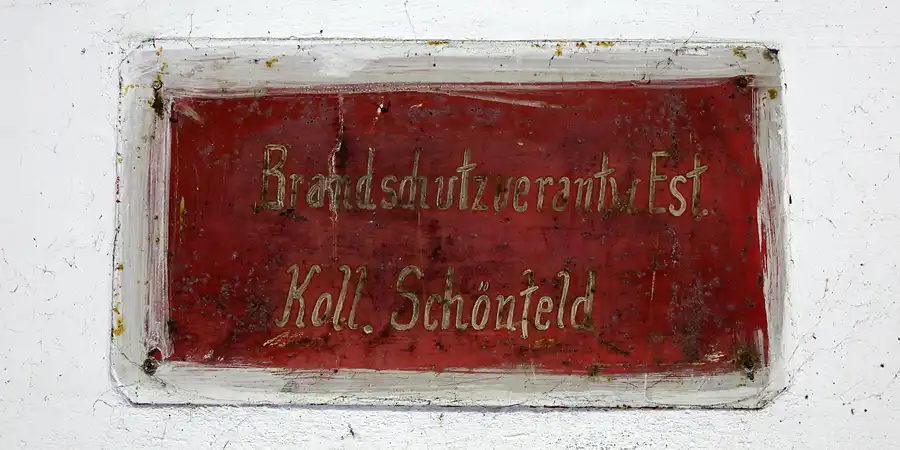 Brandschutzverantw. Est.
Koll. Schönfeld